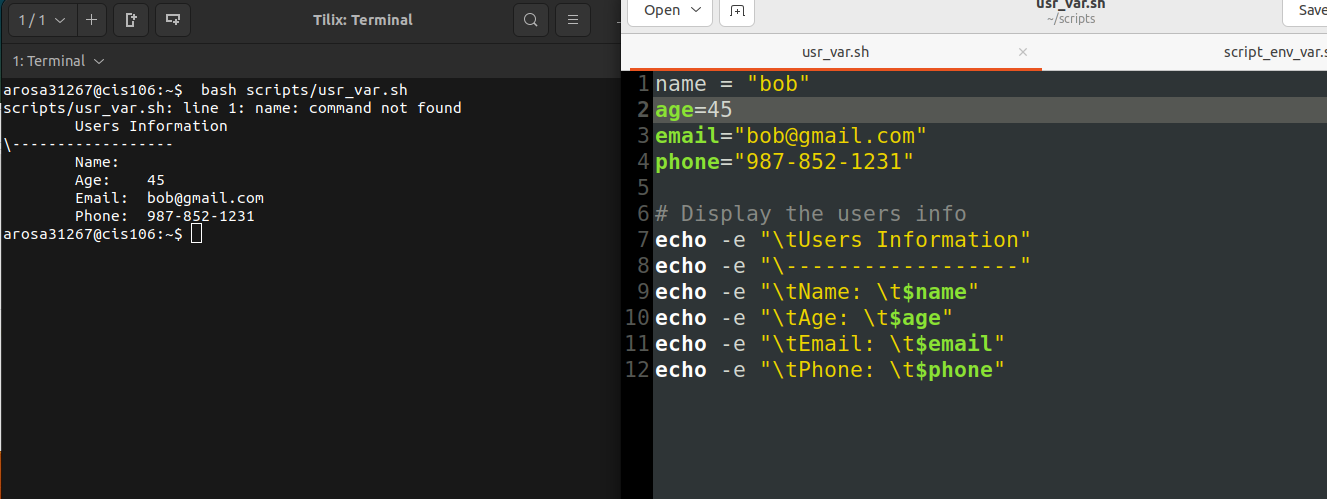 1 / 1
Tilix: Terminal
1: Terminal
arosa31267@cis106:~$  bash scripts/usr_var.sh
scripts/usr_var.sh: line 1: name: command not found
        Users Information
\------------------
        Name:
        Age:    45
        Email:  bob@gmail.com
        Phone:  987-852-1231
arosa31267@cis106:~$
Open
usr_var.sh
~/scripts
Save
usr_var.sh
script_env_var.s
1 name = "bob"
2 age=45
3 email="bob@gmail.com"
4 phone="987-852-1231"
5
6 # Display the users info
7 echo -e "\tUsers Information"
8 echo -e "\------------------"
9 echo -e "\tName: \t$name"
10 echo -e "\tAge: \t$age"
11 echo -e "\tEmail: \t$email"
12 echo -e "\tPhone: \t$phone"